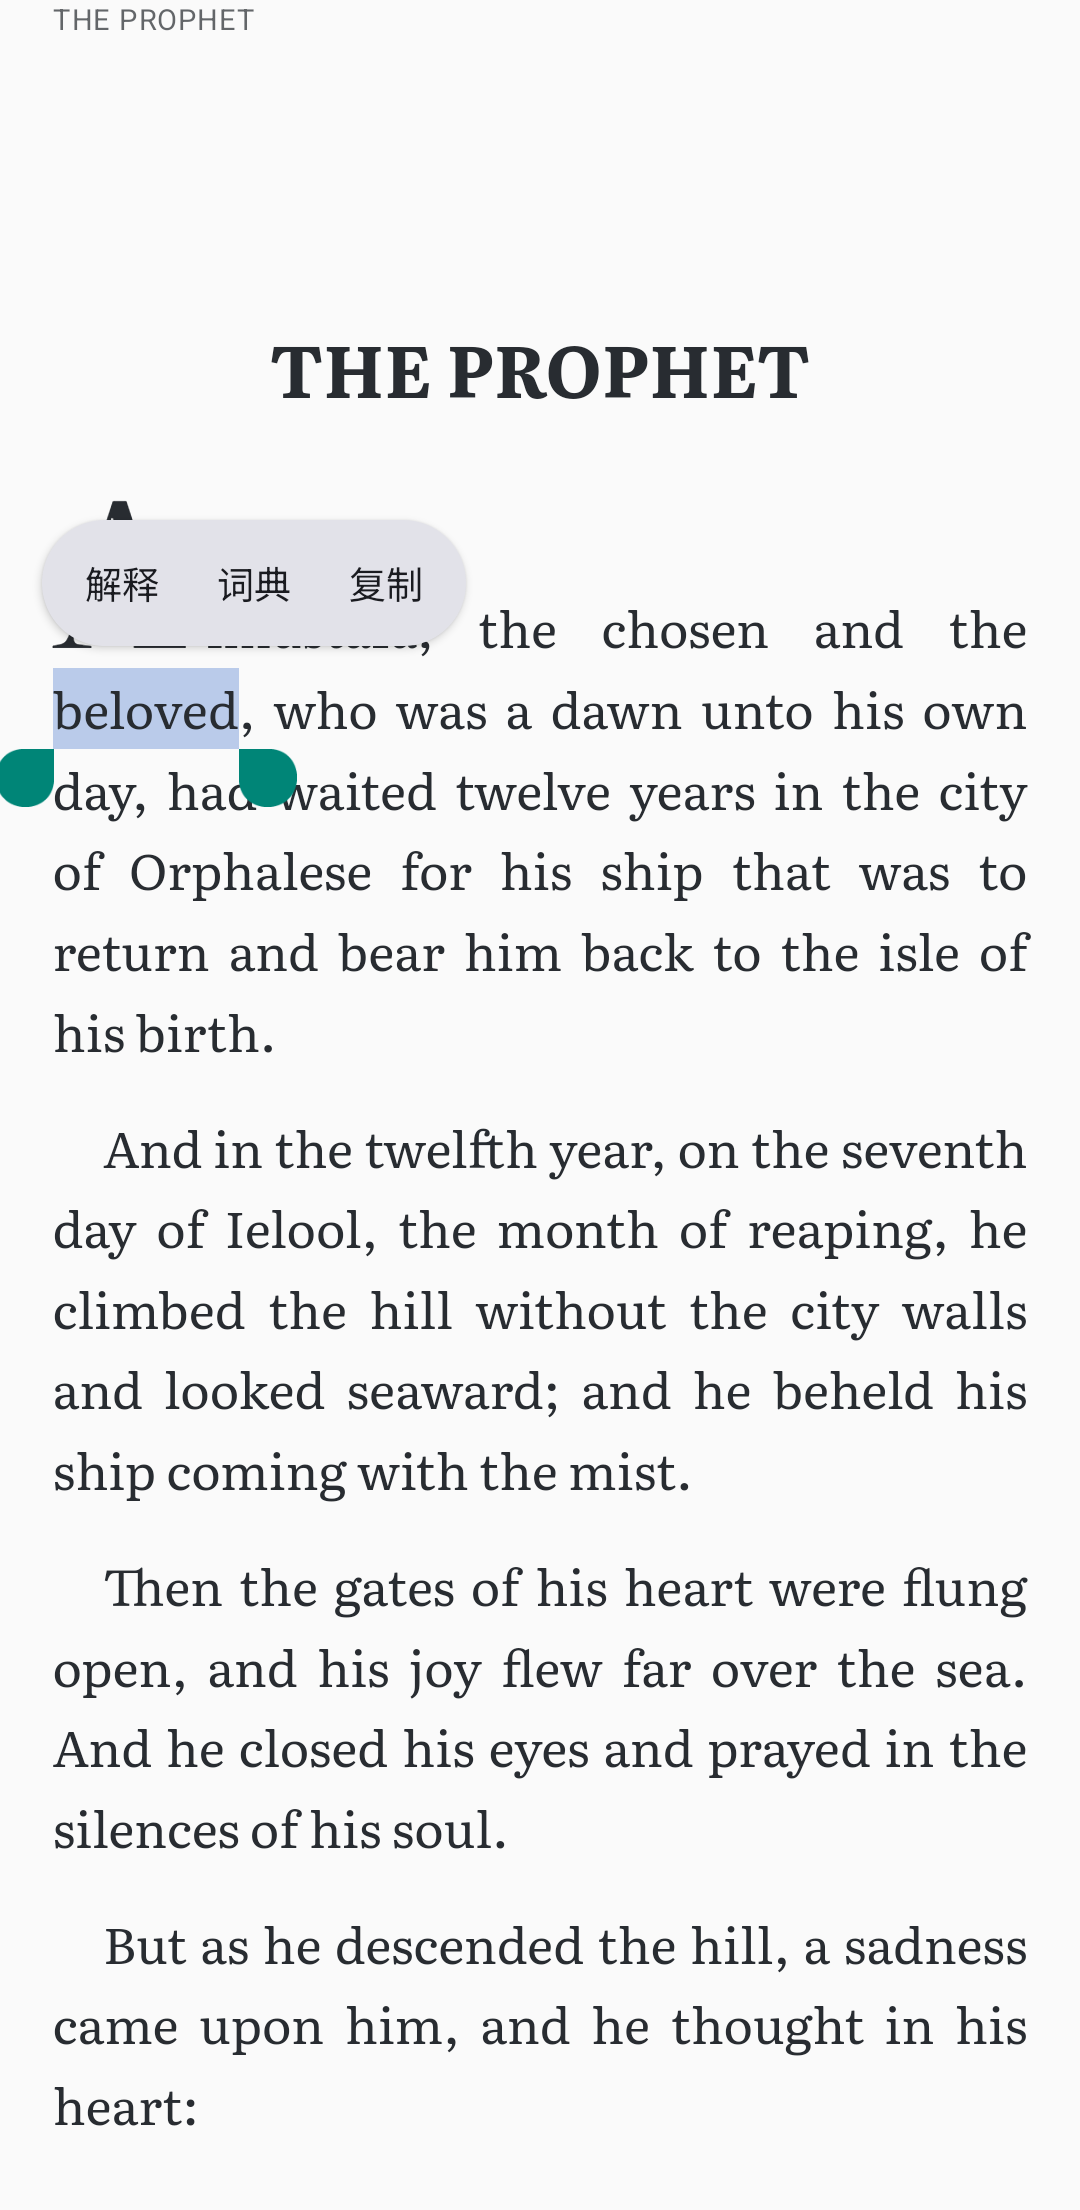 THE PROPHET
THE PROPHET
解释 词典 复制
the chosen and the
beloved, who was a dawn unto his own
day, had waited twelve years in the city
of Orphalese for his ship that was to
return and bear him back to the isle of
his birth.
And in the twelfth year, on the seventh
day of Ielool, the month of reaping, he
climbed the hill without the city walls
and looked seaward; and he beheld his
ship coming with the mist.
Then the gates of his heart were flung
open, and his joy flew far over the sea.
And he closed his eyes and prayed in the
silences of his soul.
But as he descended the hill, a sadness
came upon him, and he thought in his
heart: